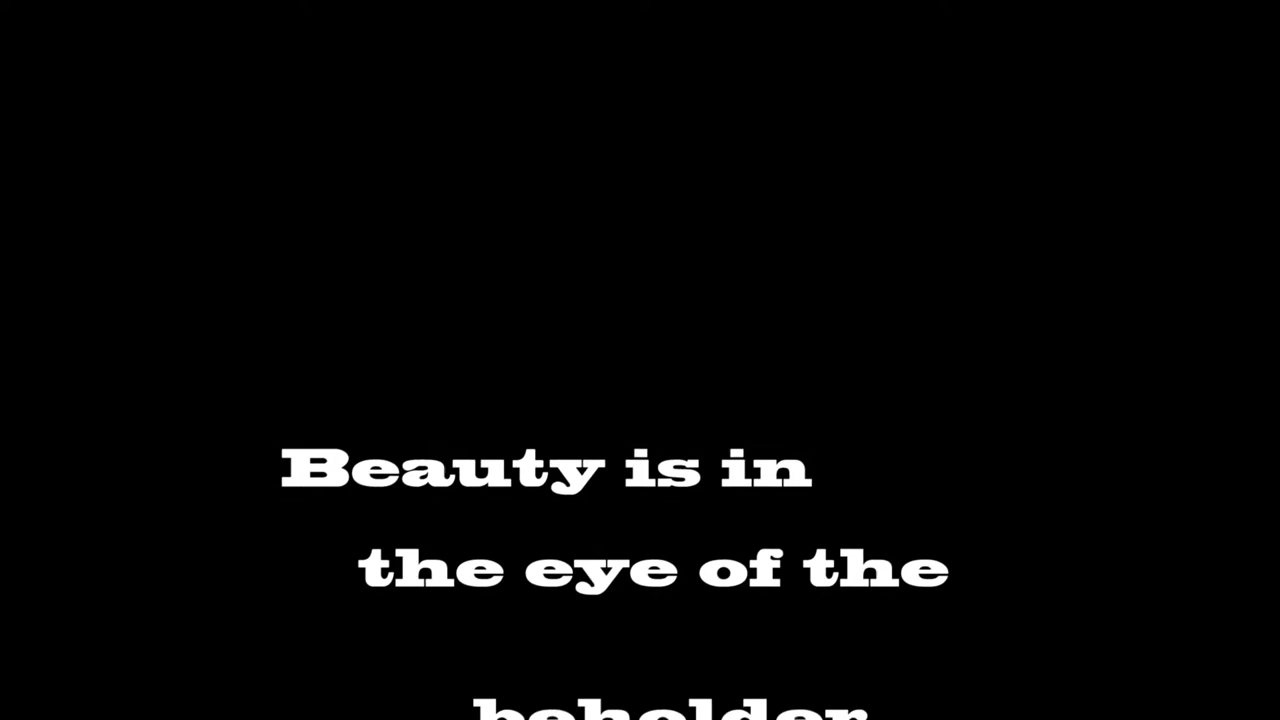 Beauty is in
the eye of the
beholder